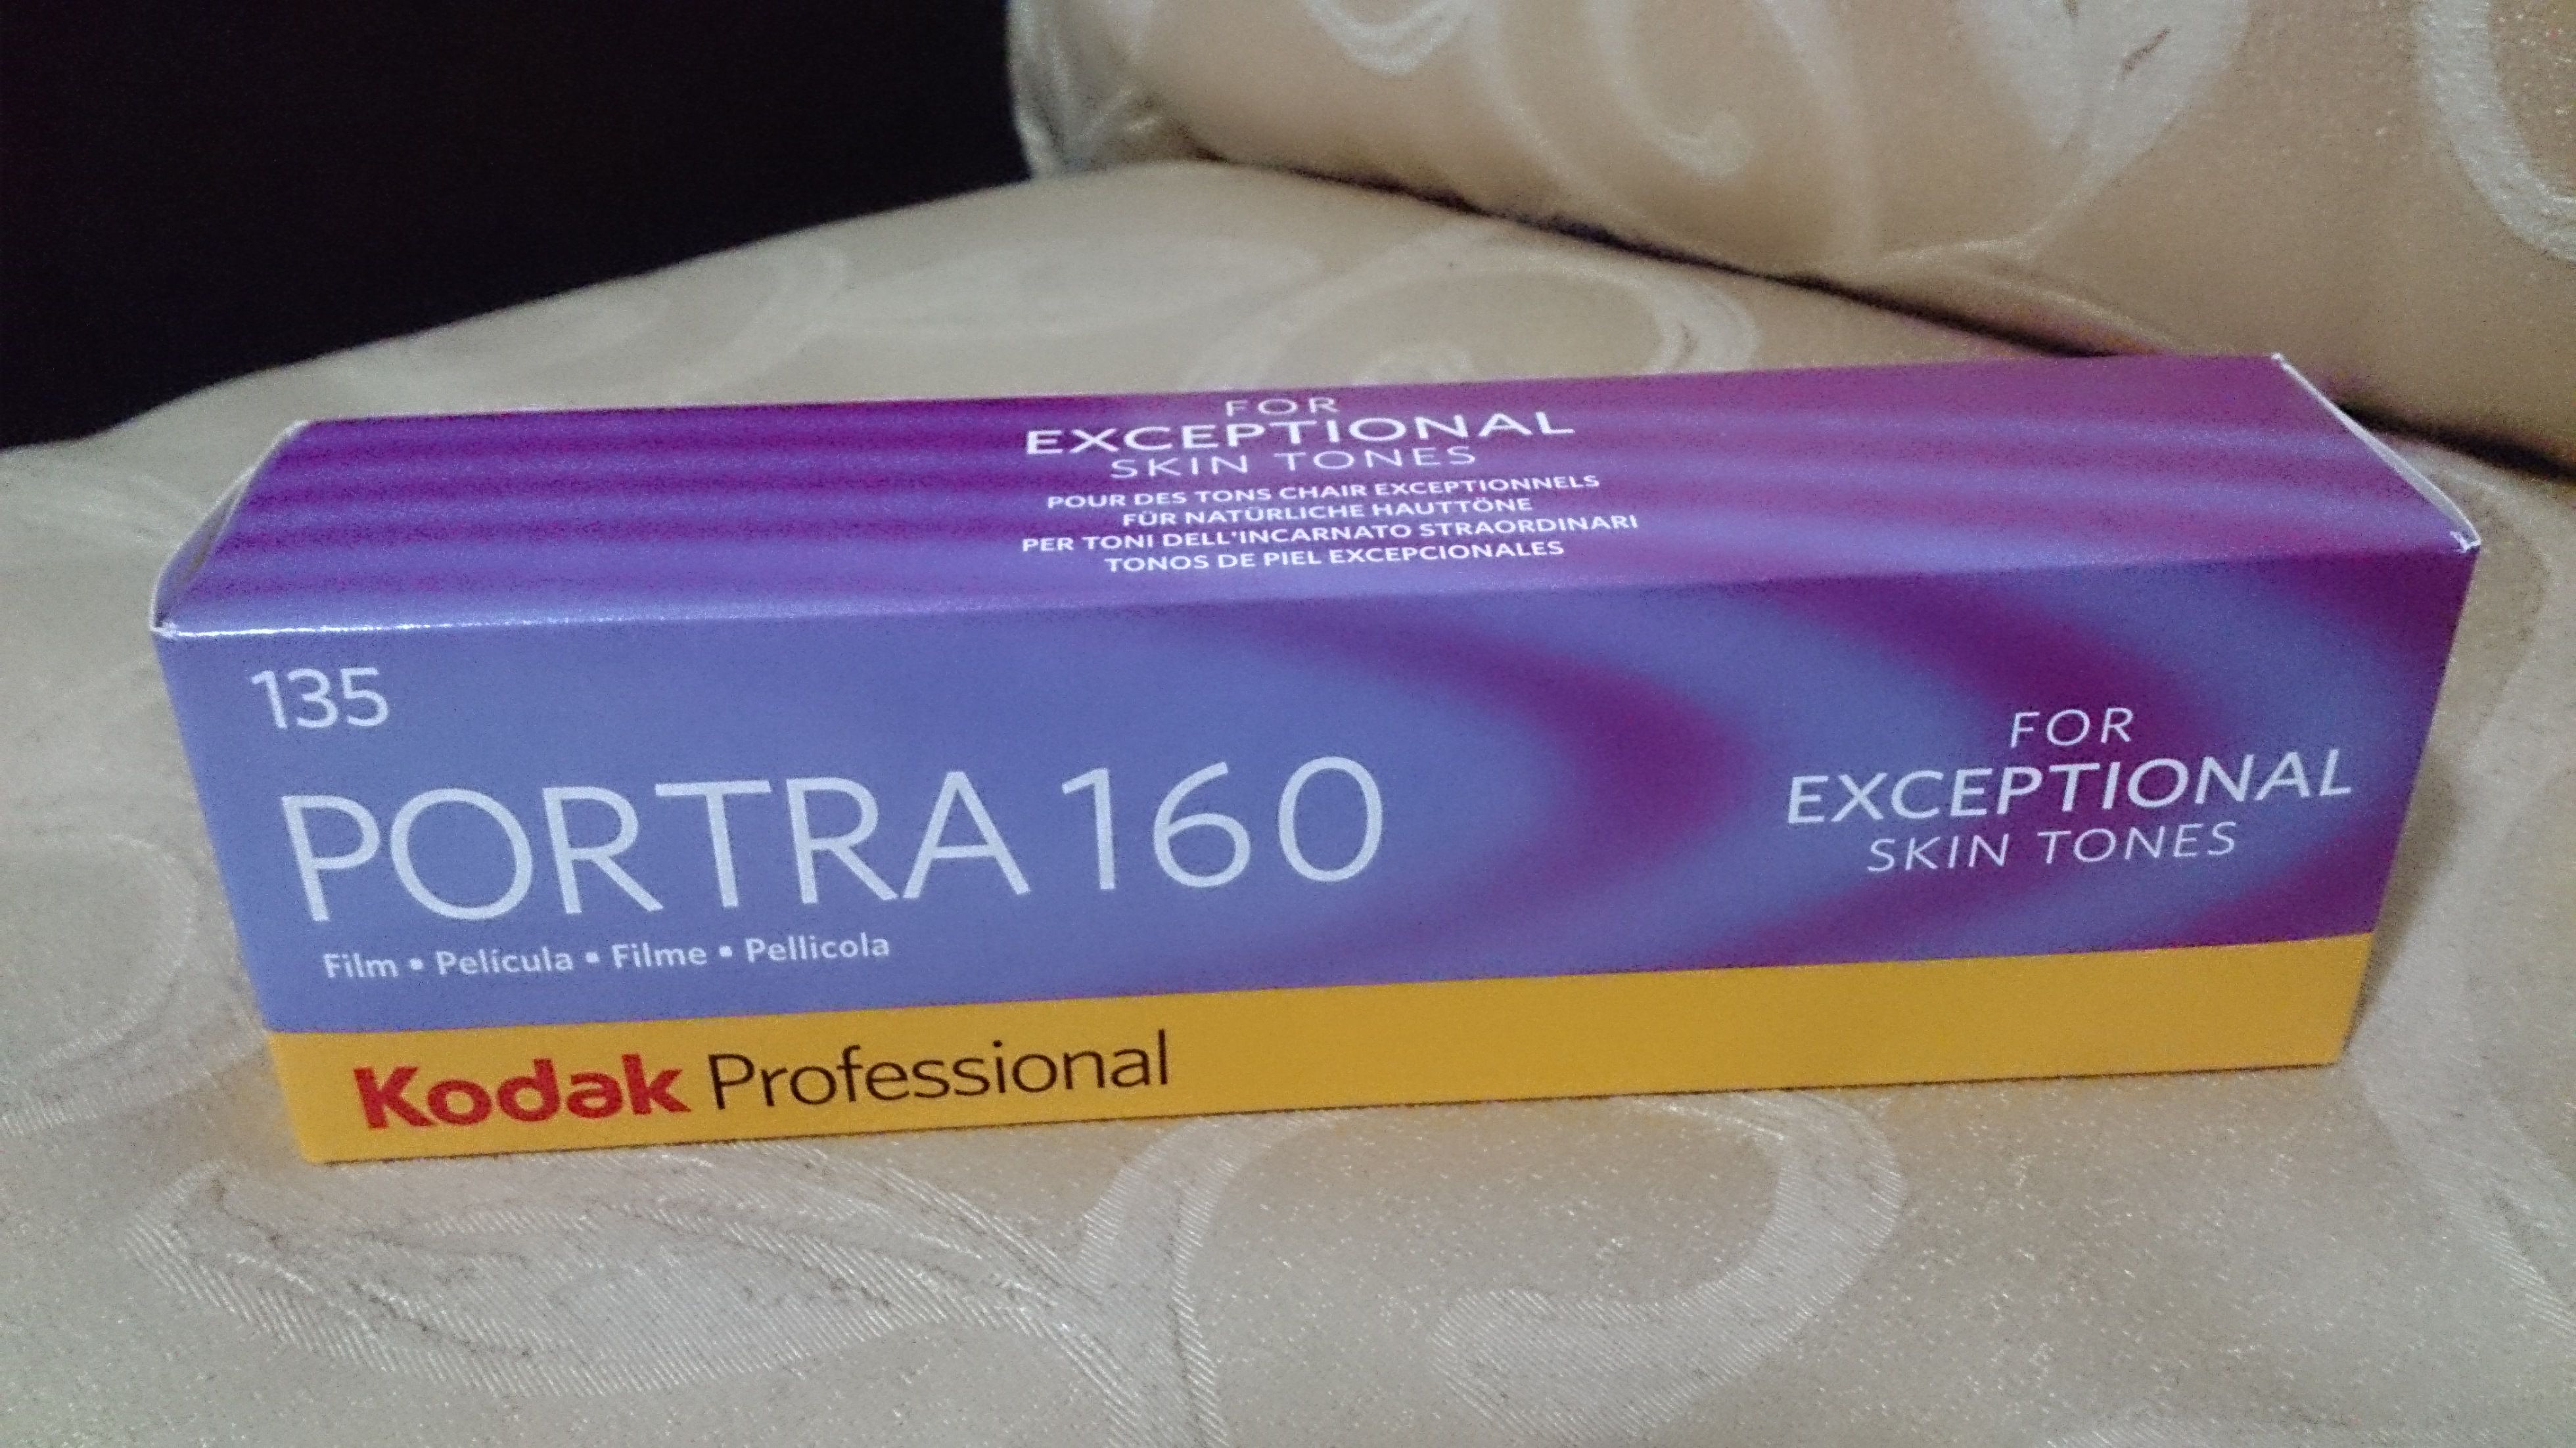 FOR
EXCEPTIONAL
SKIN TONES
POUR DES TONS CHAIR EXCEPTIONNELS
FÜR NATÜRLICHE HAUTTÖNE
PER TONI DELL'INCARNATO STRAORDINARI
TONOS DE PIEL EXCEPCIONALES
135
PORTRA 160
Film ▪ Película ▪ Filme ▪ Pellicola
FOR
EXCEPTIONAL
SKIN TONES
Kodak Professional